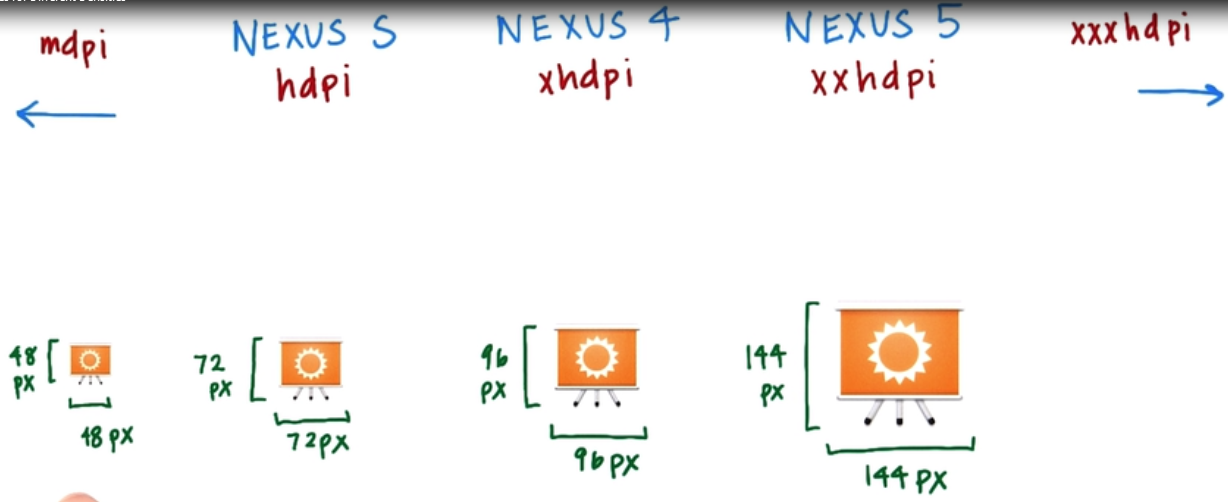 mdpi
NEXUS S
hdpi
NEXUS 4
xhdpi
NEXUS 5
xxhdpi
xxxhdpi
48
px
48 px
72
px
72px
96
px
96 px
144
px
144 px